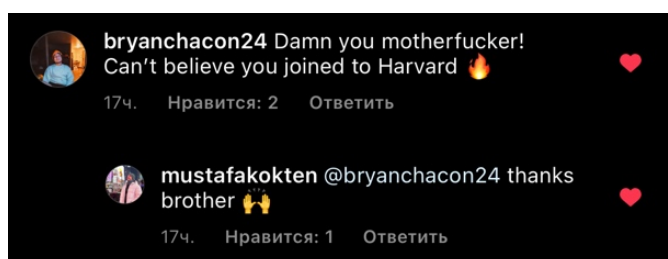 bryanchacon24 Damn you motherfucker!
Can't believe you joined to Harvard 🔥
17ч. Нравится: 2 Ответить
mustafakokten @bryanchacon24 thanks
brother 🙌
17ч. Нравится: 1 Ответить